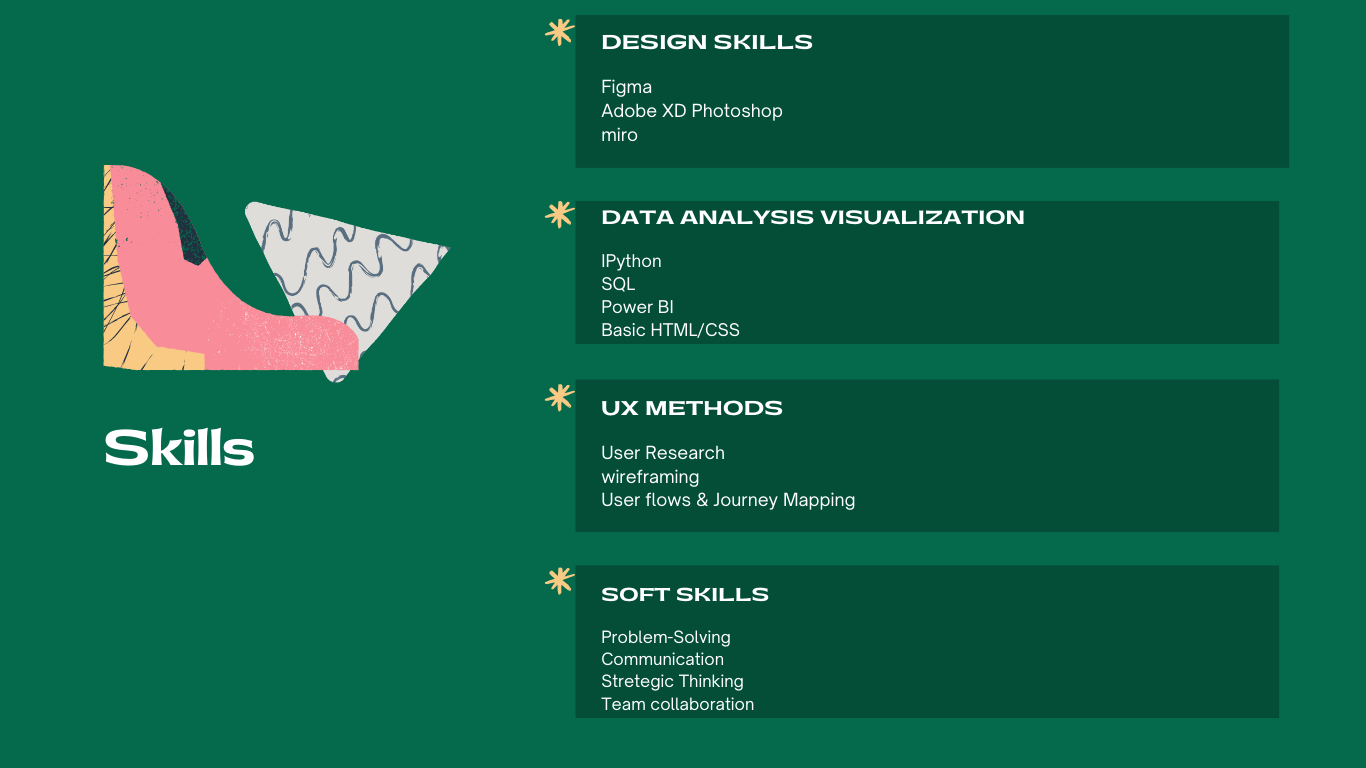 Skills
DESIGN SKILLS
Figma
Adobe XD Photoshop
miro
DATA ANALYSIS VISUALIZATION
IPython
SQL
Power BI
Basic HTML/CSS
UX METHODS
User Research
wireframing
User flows & Journey Mapping
SOFT SKILLS
Problem-Solving
Communication
Stretegic Thinking
Team collaboration